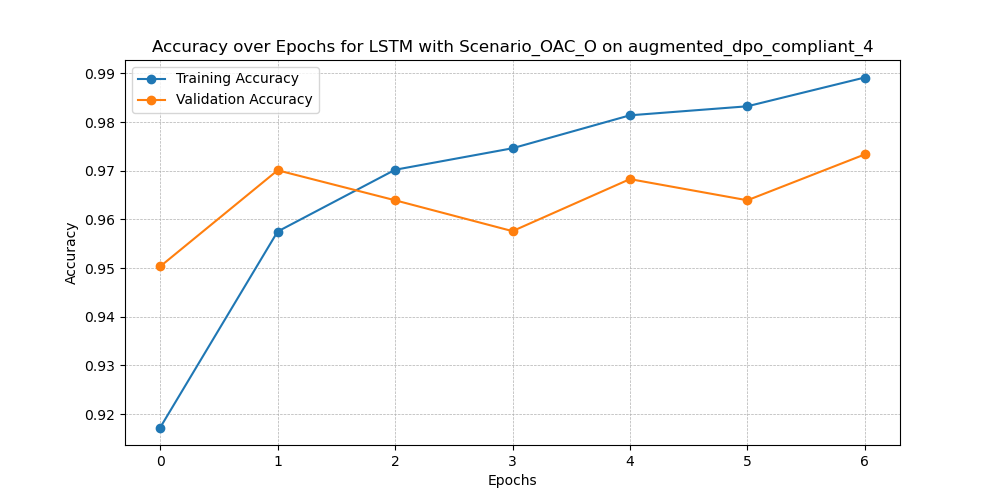 Accuracy over Epochs for LSTM with Scenario_OAC_O on augmented_dpo_compliant_4
Training Accuracy
Validation Accuracy
0.99
0.98
0.97
0.96
0.95
0.94
0.93
0.92
Accuracy
0 1 2 3 4 5 6
Epochs